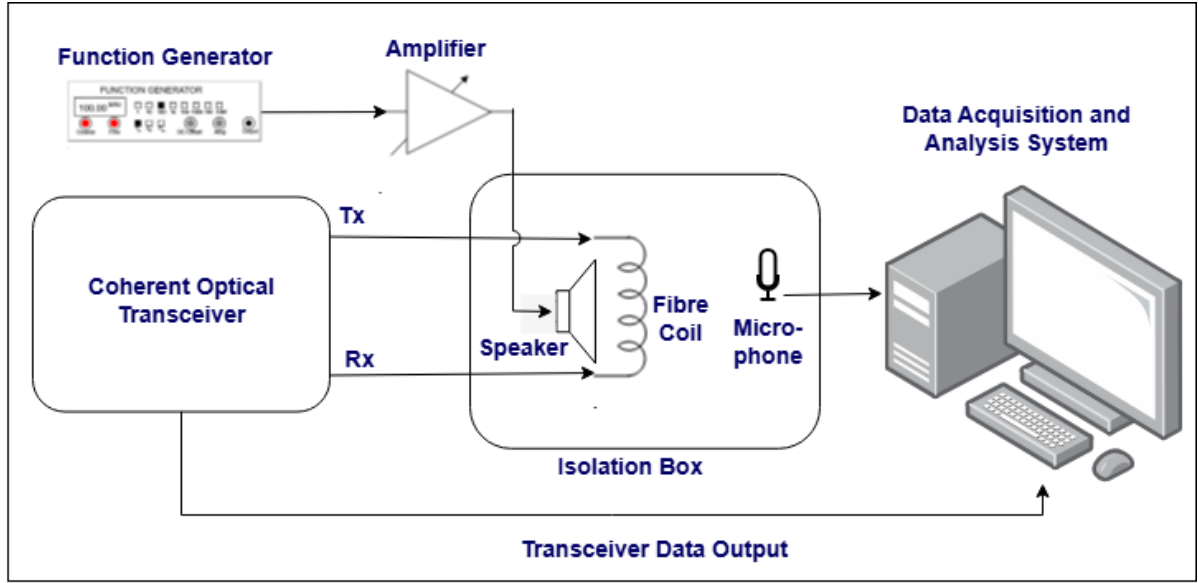 Function Generator
Amplifier
FUNCTION GENERATOR
100.00 MHz
Data Acquisition and
Analysis System
Tx
Coherent Optical
Transceiver
Fibre
Coil
Micro-
phone
Speaker
Rx
Isolation Box
Transceiver Data Output